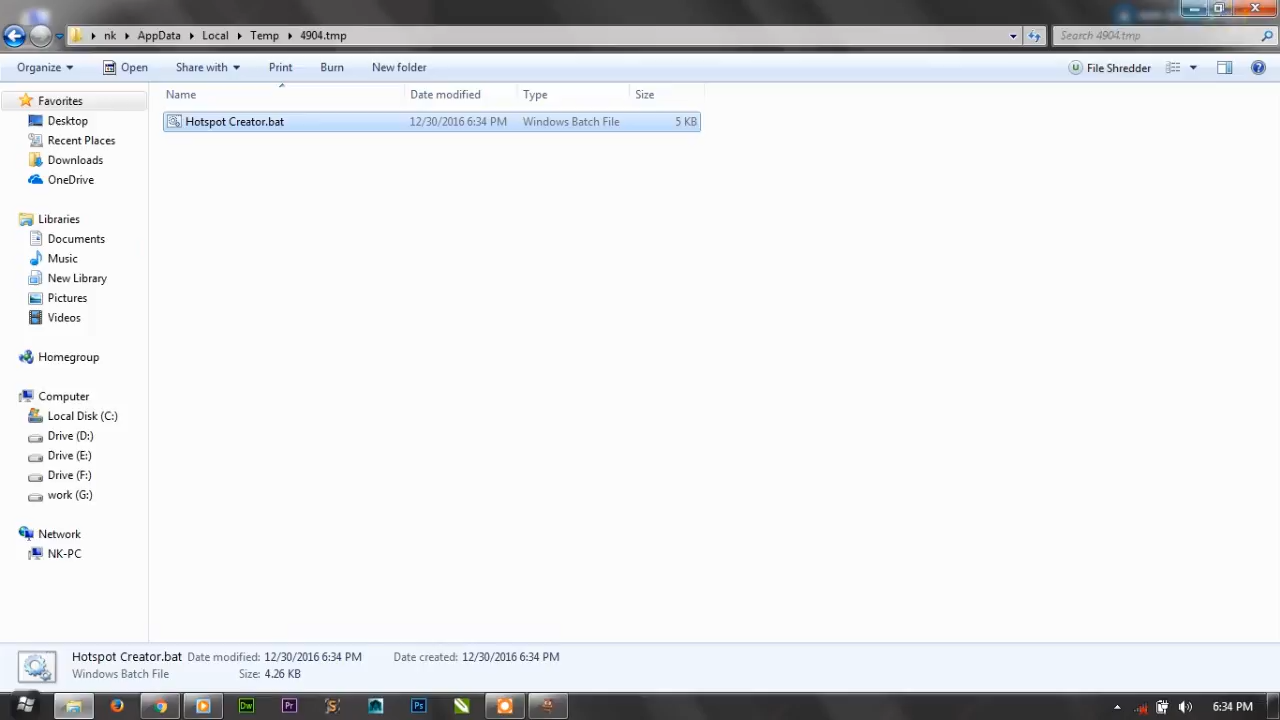 nk AppData Local Temp 4904.tmp Search 4904.tmp
Organize Open Share with Print Burn New folder File Shredder
Name Date modified Type Size
Hotspot Creator.bat 12/30/2016 6:34 PM Windows Batch File 5 KB
Favorites
Desktop
Recent Places
Downloads
OneDrive
Libraries
Documents
Music
New Library
Pictures
Videos
Homegroup
Computer
Local Disk (C:)
Drive (D:)
Drive (E:)
Drive (F:)
work (G:)
Network
NK-PC
Hotspot Creator.bat Date modified: 12/30/2016 6:34 PM Date created: 12/30/2016 6:34 PM
Windows Batch File Size: 4.26 KB
Dw Pr Ps 6:34 PM